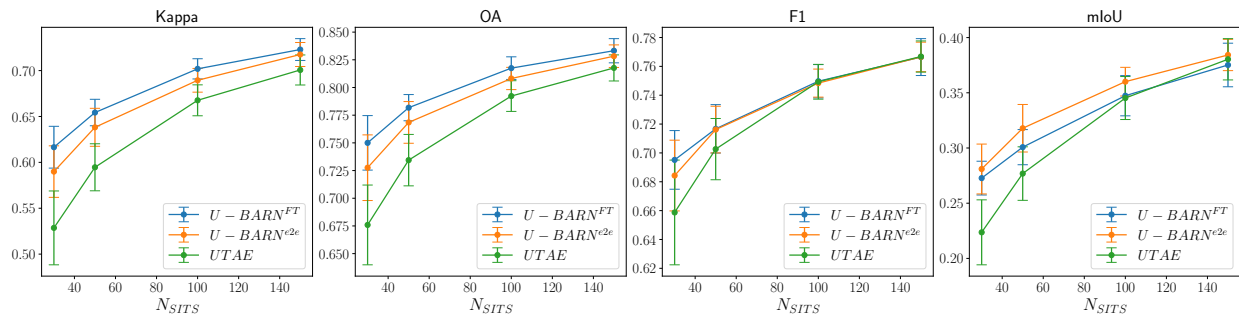 Kappa
0.70
0.65
0.60
0.55
0.50
40 60 80 100 120 140
N_SITS
U − BARN^FT
U − BARN^e2e
UTAE
OA
0.850
0.825
0.800
0.775
0.750
0.725
0.700
0.675
0.650
40 60 80 100 120 140
N_SITS
U − BARN^FT
U − BARN^e2e
UTAE
F1
0.78
0.76
0.74
0.72
0.70
0.68
0.66
0.64
0.62
40 60 80 100 120 140
N_SITS
U − BARN^FT
U − BARN^e2e
UTAE
mIoU
0.40
0.35
0.30
0.25
0.20
40 60 80 100 120 140
N_SITS
U − BARN^FT
U − BARN^e2e
UTAE